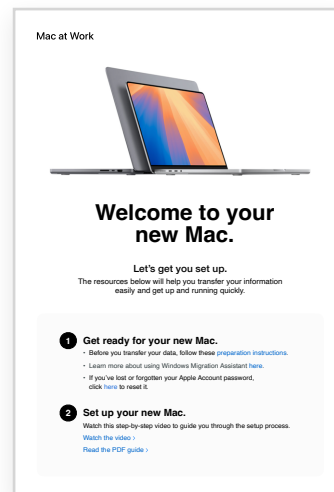 Mac at Work
Welcome to your
new Mac.
Let’s get you set up.
The resources below will help you transfer your information
easily and get up and running quickly.
1 Get ready for your new Mac.
• Before you transfer your data, follow these preparation instructions.
• Learn more about using Windows Migration Assistant here.
• If you’ve lost or forgotten your Apple Account password,
click here to reset it.
2 Set up your new Mac.
Watch this step-by-step video to guide you through the setup process.
Watch the video ›
Read the PDF guide ›